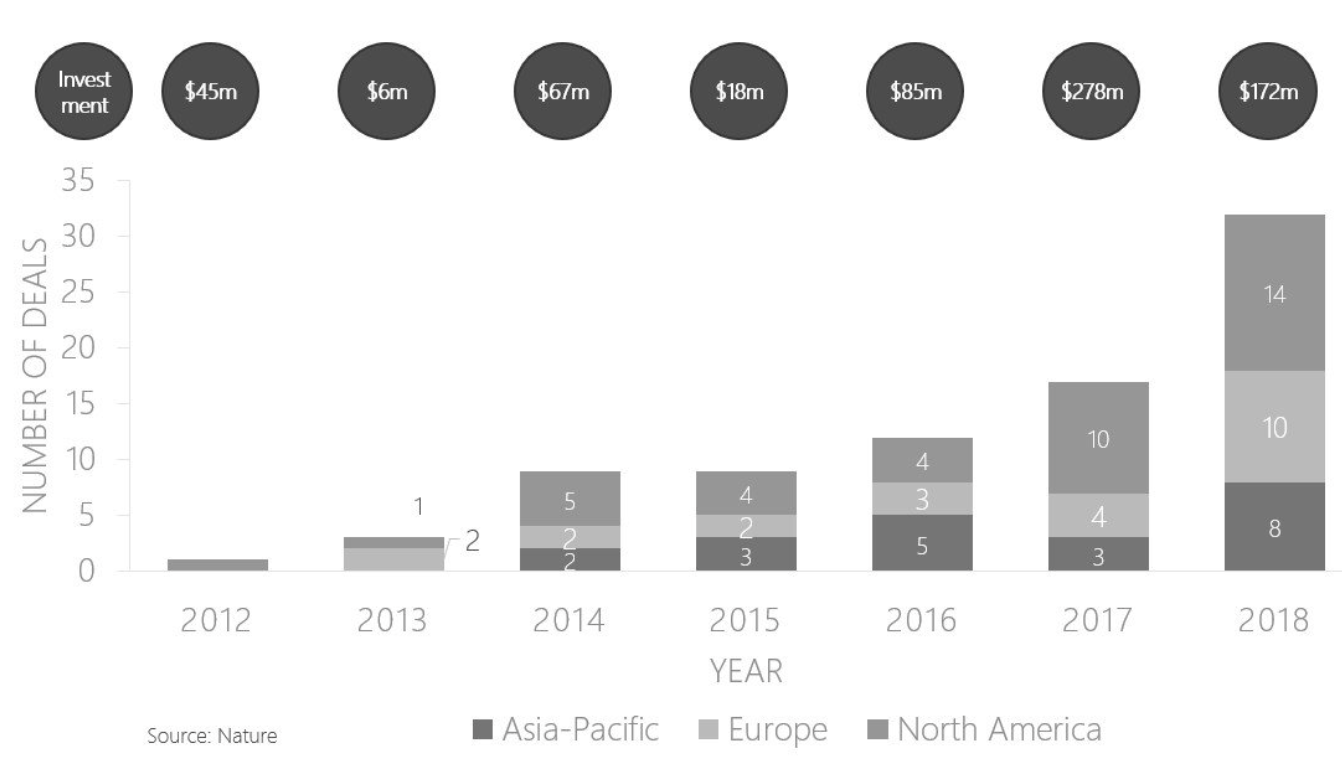 Invest
ment
$45m
$6m
$67m
$18m
$85m
$278m
$172m
35
30
25
20
15
10
5
0
NUMBER OF DEALS
1
2
5
2
2
4
2
3
4
3
5
10
4
3
14
10
8
2012
2013
2014
2015
2016
2017
2018
YEAR
Source: Nature
Asia-Pacific
Europe
North America